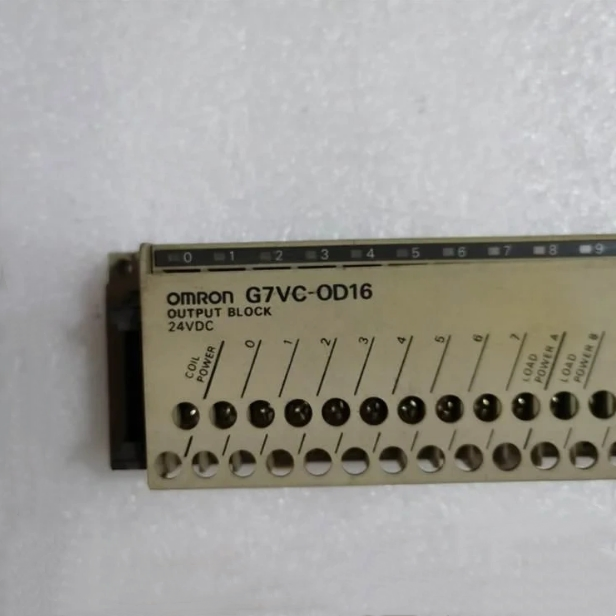 0 1 2 3 4 5 6 7 8 9
OMRON G7VC-OD16
OUTPUT BLOCK
24VDC
COIL POWER 0 1 2 3 4 5 6 7 LOAD POWER A LOAD POWER B